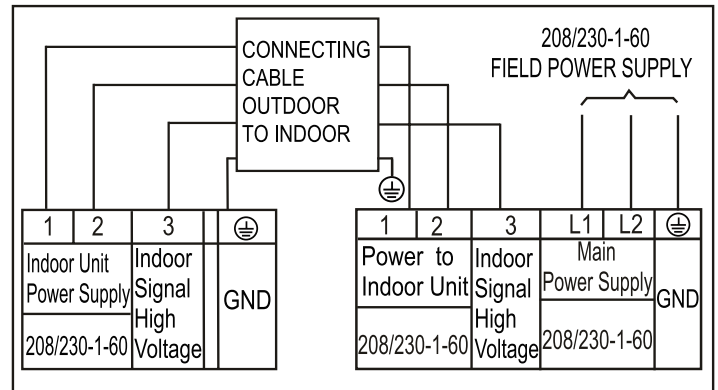 CONNECTING
CABLE
OUTDOOR
TO INDOOR
208/230-1-60
FIELD POWER SUPPLY
1 2 3
Indoor Unit
Power Supply
208/230-1-60
Indoor
Signal
High
Voltage
GND
1 2 3 L1 L2
Power to
Indoor Unit
208/230-1-60
Indoor
Signal
High
Voltage
Main
Power Supply
208/230-1-60
GND